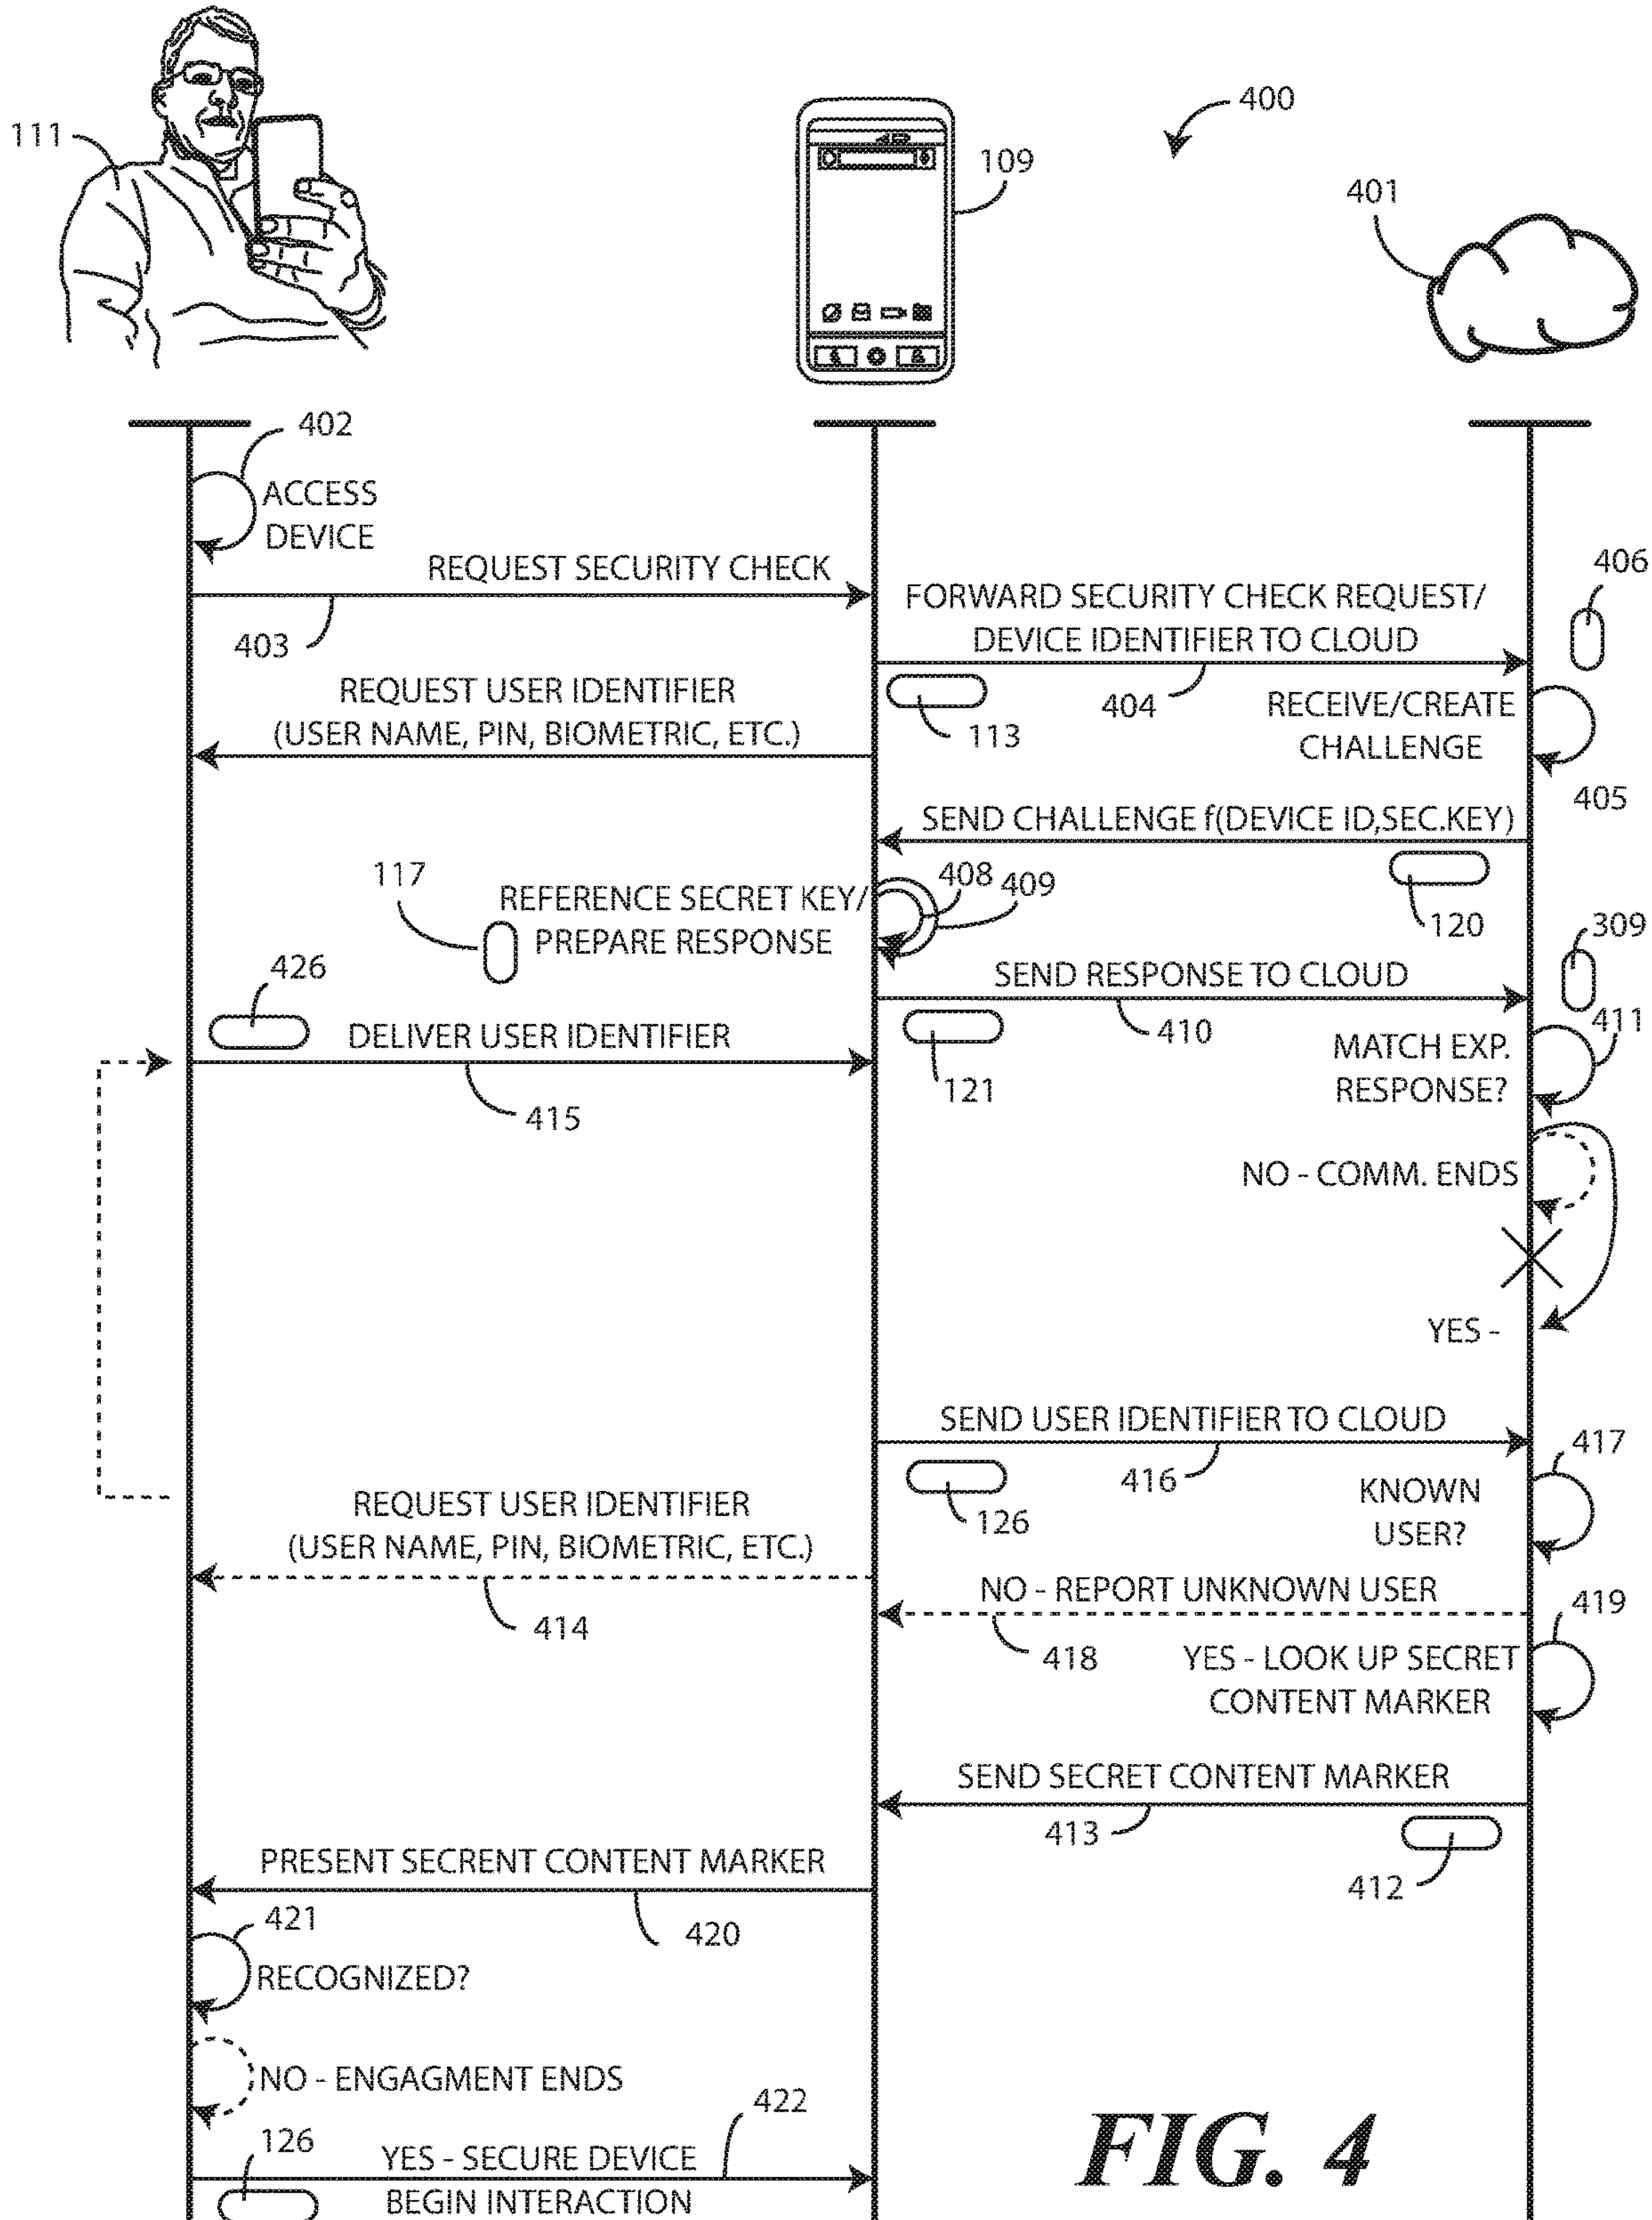 111
109
400
401
402
ACCESS
DEVICE
REQUEST SECURITY CHECK
403
406
FORWARD SECURITY CHECK REQUEST/
DEVICE IDENTIFIER TO CLOUD
404
113
REQUEST USER IDENTIFIER
(USER NAME, PIN, BIOMETRIC, ETC.)
RECEIVE/CREATE
CHALLENGE
405
SEND CHALLENGE f(DEVICE ID,SEC.KEY)
120
117
REFERENCE SECRET KEY/
PREPARE RESPONSE
408
409
309
426
SEND RESPONSE TO CLOUD
410
121
DELIVER USER IDENTIFIER
415
411
MATCH EXP.
RESPONSE?
NO - COMM. ENDS
YES -
SEND USER IDENTIFIER TO CLOUD
416
126
417
KNOWN
USER?
REQUEST USER IDENTIFIER
(USER NAME, PIN, BIOMETRIC, ETC.)
414
NO - REPORT UNKNOWN USER
418
419
YES - LOOK UP SECRET
CONTENT MARKER
SEND SECRET CONTENT MARKER
413
412
PRESENT SECRENT CONTENT MARKER
420
421
RECOGNIZED?
NO - ENGAGMENT ENDS
422
126
YES - SECURE DEVICE
BEGIN INTERACTION
FIG. 4